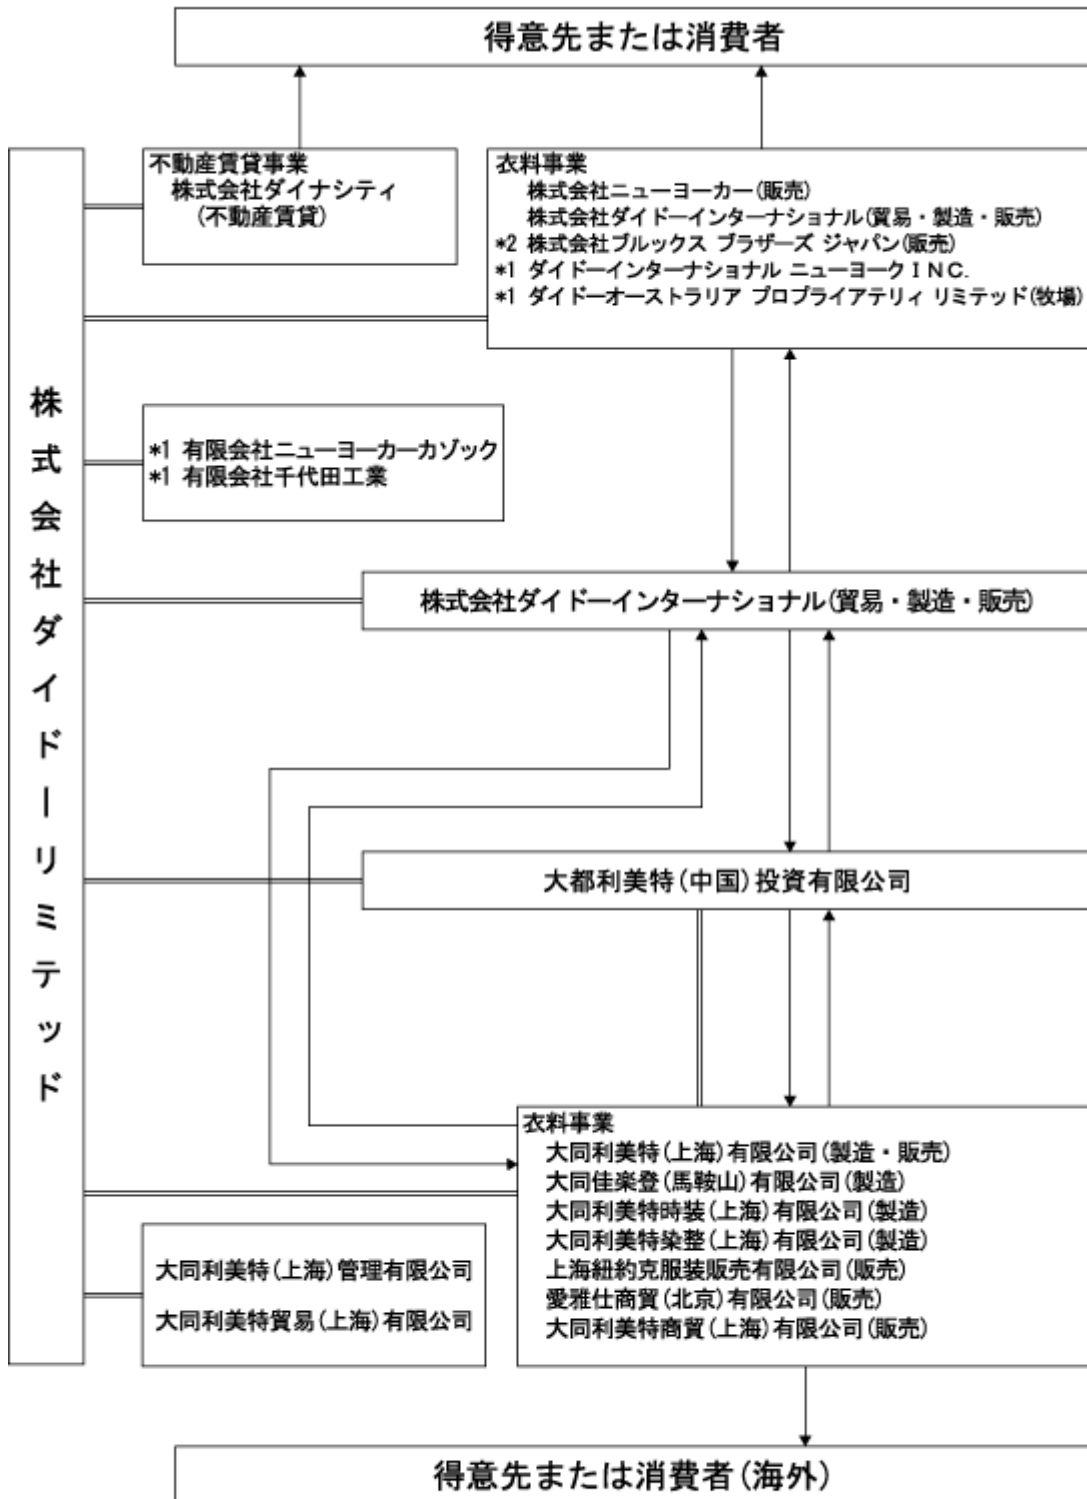 得意先または消費者
不動産賃貸事業
株式会社ダイナシティ
(不動産賃貸)
衣料事業
株式会社ニューヨーカー(販売)
株式会社ダイドーインターナショナル(貿易・製造・販売)
*2 株式会社ブルックス ブラザーズ ジャパン(販売)
*1 ダイドーインターナショナル ニューヨークＩＮＣ.
*1 ダイドーオーストラリア プロプライアテリィ リミテッド(牧場)
株式会社ダイドーリミテッド
*1 有限会社ニューヨーカーカゾック
*1 有限会社千代田工業
株式会社ダイドーインターナショナル(貿易・製造・販売)
大都利美特(中国)投資有限公司
衣料事業
大同利美特(上海)有限公司(製造・販売)
大同佳楽登(馬鞍山)有限公司(製造)
大同利美特時装(上海)有限公司(製造)
大同利美特染整(上海)有限公司(製造)
上海紐約克服装販売有限公司(販売)
愛雅仕商貿(北京)有限公司(販売)
大同利美特商貿(上海)有限公司(販売)
大同利美特(上海)管理有限公司
大同利美特貿易(上海)有限公司
得意先または消費者(海外)